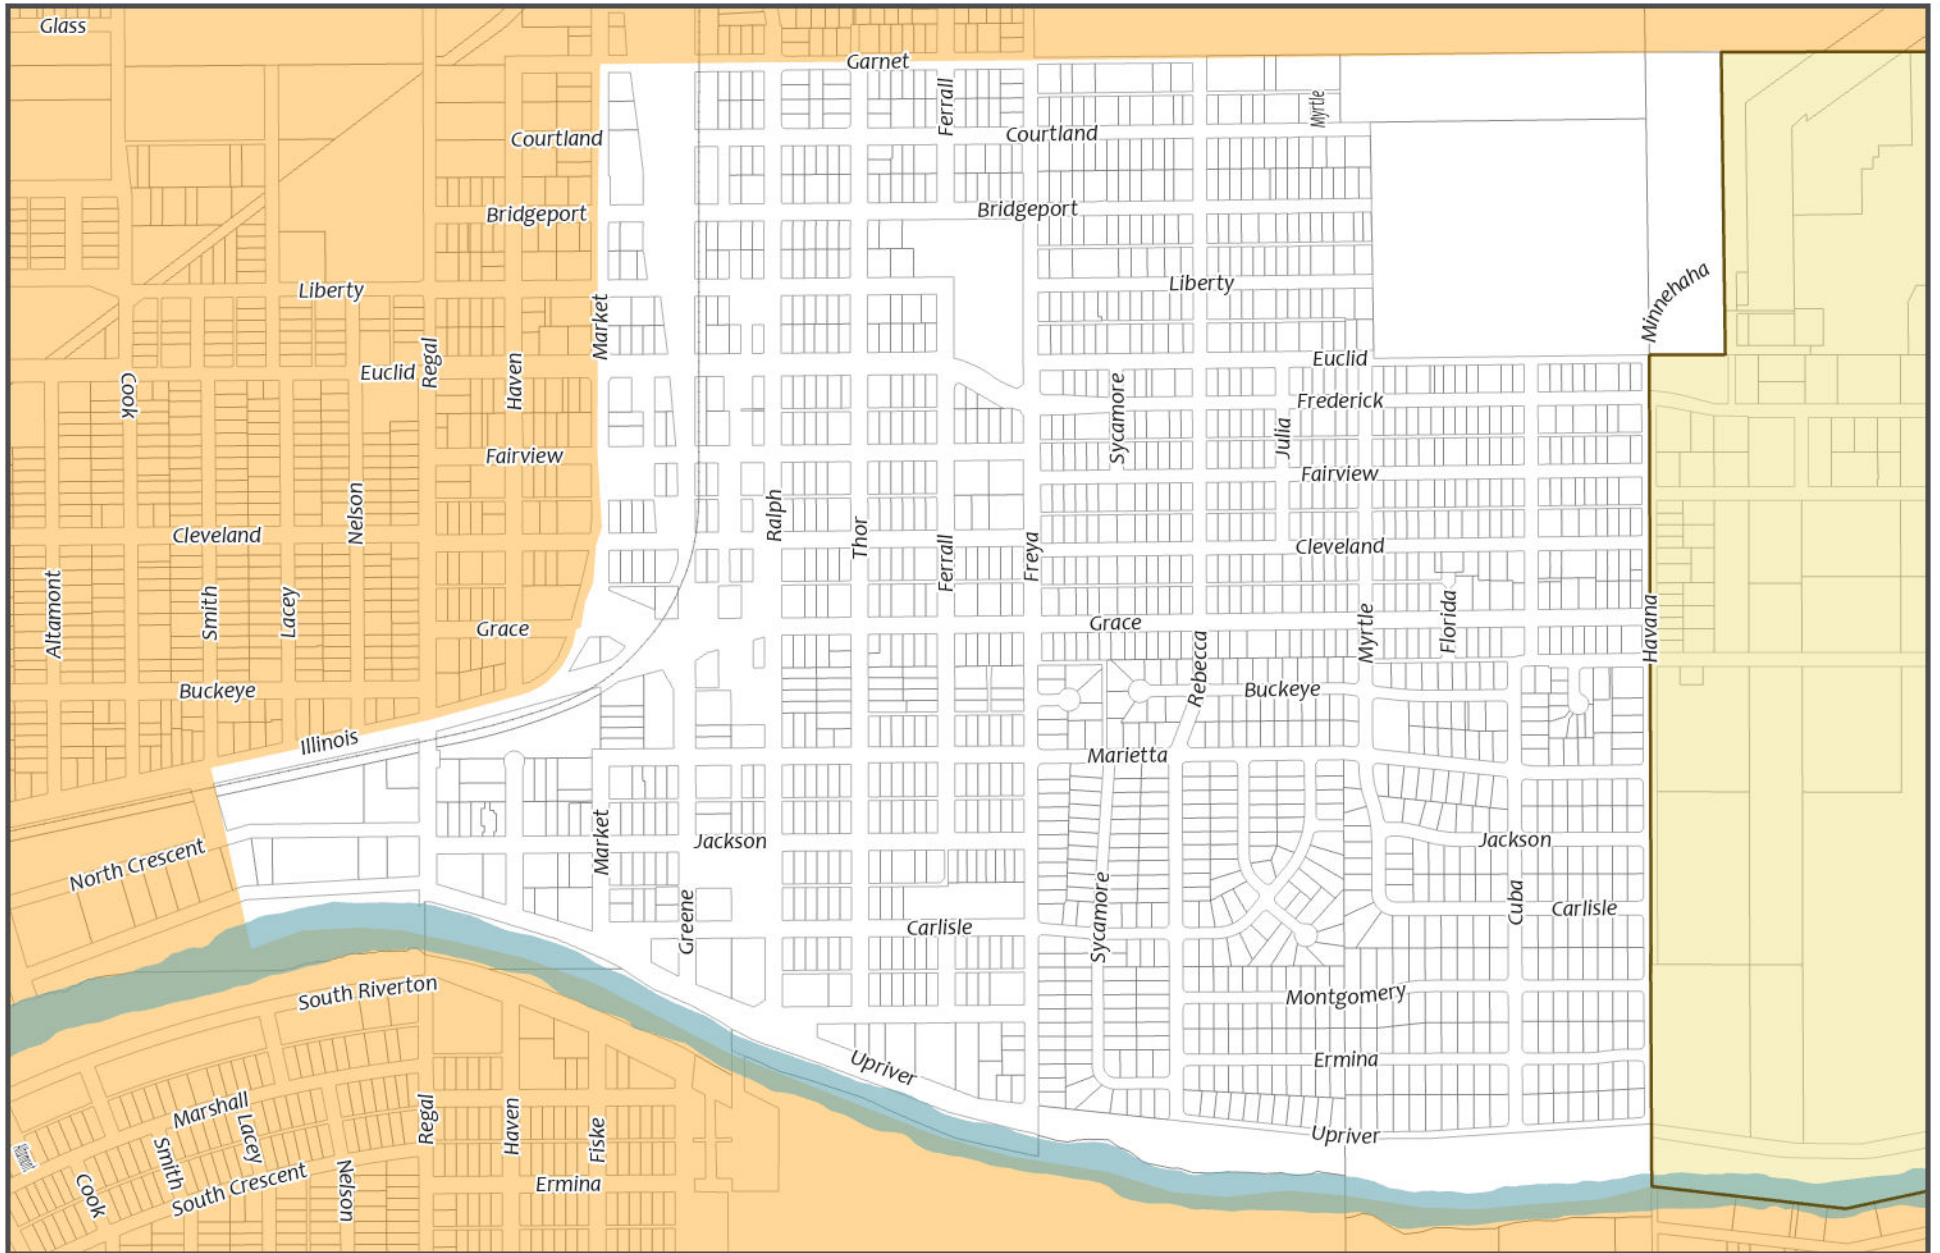 Glass
Garnet
Ferrall
Myrtle
Courtland
Courtland
Bridgeport
Bridgeport
Liberty
Liberty
Minnehaha
Market
Regal
Euclid
Haven
Euclid
Cook
Sycamore
Frederick
Julia
Fairview
Fairview
Nelson
Ralph
Thor
Cleveland
Ferrall
Freya
Cleveland
Altamont
Smith
Lacey
Grace
Grace
Myrtle
Florida
Havana
Rebecca
Buckeye
Buckeye
Illinois
Marietta
Market
Jackson
Jackson
North Crescent
Greene
Sycamore
Cuba
Carlisle
Carlisle
South Riverton
Montgomery
Upriver
Ermina
Marshall
Lacey
Regal
Haven
Fiske
Upriver
Altamont
Smith
Cook
South Crescent
Nelson
Ermina